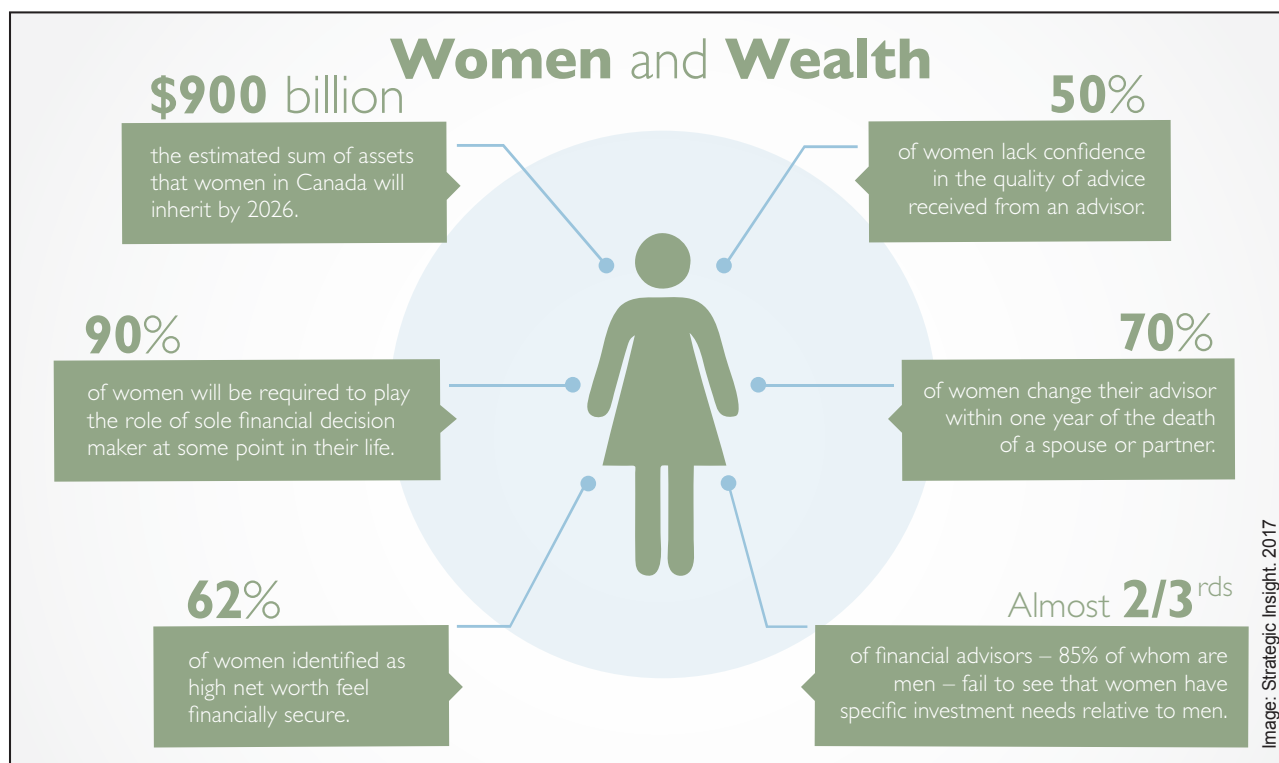 Women and Wealth
$900 billion
the estimated sum of assets
that women in Canada will
inherit by 2026.
50%
of women lack confidence
in the quality of advice
received from an advisor.
90%
of women will be required to play
the role of sole financial decision
maker at some point in their life.
70%
of women change their advisor
within one year of the death
of a spouse or partner.
62%
of women identified as
high net worth feel
financially secure.
Almost 2/3rds
of financial advisors – 85% of whom are
men – fail to see that women have
specific investment needs relative to men.
Image: Strategic Insight. 2017